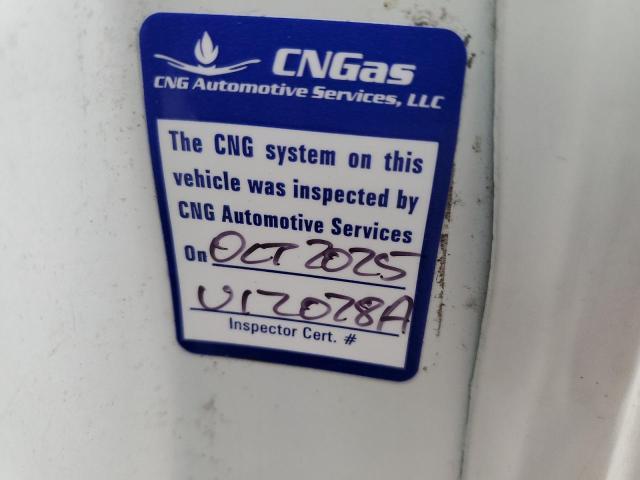 CNGas
CNG Automotive Services, LLC
The CNG system on this
vehicle was inspected by
CNG Automotive Services
On OCT 2025
U12028A
Inspector Cert. #